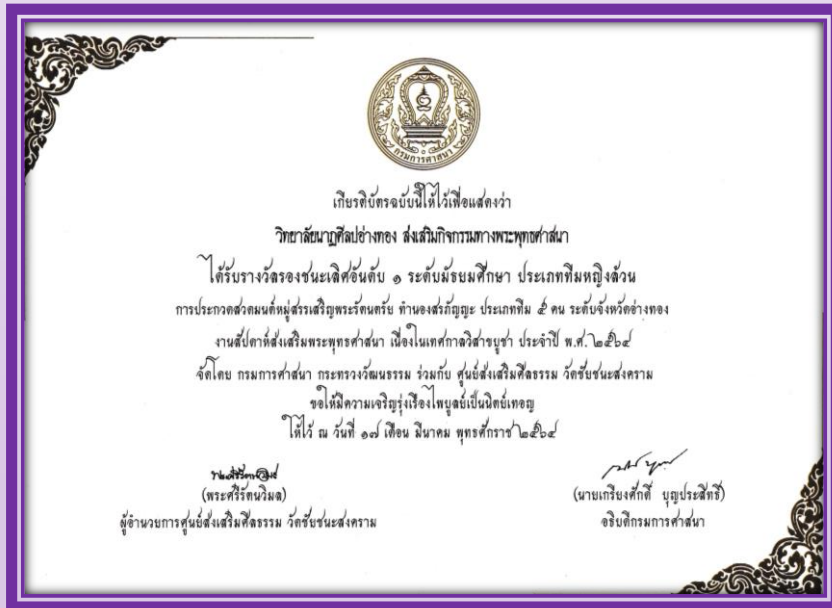 กรมการศาสนา
เกียรติบัตรฉบับนี้ให้ไว้เพื่อแสดงว่า
วิทยาลัยนาฏศิลปอ่างทอง ส่งเสริมกิจกรรมทางพระพุทธศาสนา
ได้รับรางวัลรองชนะเลิศอันดับ ๑ ระดับมัธยมศึกษา ประเภททีมหญิงล้วน
การประกวดสวดมนต์หมู่สรรเสริญพระรัตนตรัย ทำนองสรภัญญะ ประเภททีม ๕ คน ระดับจังหวัดอ่างทอง
งานสัปดาห์ส่งเสริมพระพุทธศาสนา เนื่องในเทศกาลวิสาขบูชา ประจำปี พ.ศ. ๒๕๖๔
จัดโดย กรมการศาสนา กระทรวงวัฒนธรรม ร่วมกับ ศูนย์ส่งเสริมศีลธรรม วัดชัยชนะสงคราม
ขอให้มีความเจริญรุ่งเรืองไพบูลย์เป็นนิตย์เทอญ
ให้ไว้ ณ วันที่ ๑๗ เดือน มีนาคม พุทธศักราช ๒๕๖๔
(พระศรีรัตนวิมล)
ผู้อำนวยการศูนย์ส่งเสริมศีลธรรม วัดชัยชนะสงคราม
(นายเกรียงศักดิ์ บุญประสิทธิ์)
อธิบดีกรมการศาสนา